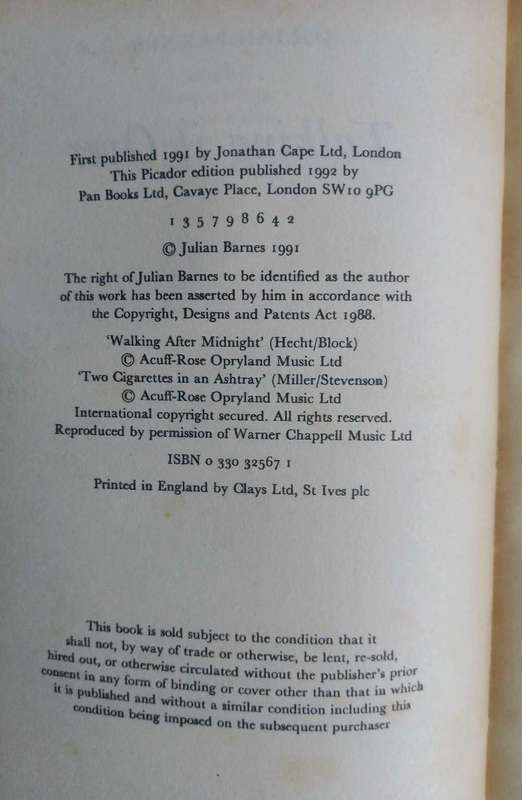 First published 1991 by Jonathan Cape Ltd, London
This Picador edition published 1992 by
Pan Books Ltd, Cavaye Place, London SW10 9PG
1 3 5 7 9 8 6 4 2
© Julian Barnes 1991
The right of Julian Barnes to be identified as the author
of this work has been asserted by him in accordance with
the Copyright, Designs and Patents Act 1988.
‘Walking After Midnight’ (Hecht/Block)
© Acuff-Rose Opryland Music Ltd
‘Two Cigarettes in an Ashtray’ (Miller/Stevenson)
© Acuff-Rose Opryland Music Ltd
International copyright secured. All rights reserved.
Reproduced by permission of Warner Chappell Music Ltd
ISBN 0 330 32567 1
Printed in England by Clays Ltd, St Ives plc
This book is sold subject to the condition that it
shall not, by way of trade or otherwise, be lent, re-sold,
hired out, or otherwise circulated without the publisher's prior
consent in any form of binding or cover other than that in which
it is published and without a similar condition including this
condition being imposed on the subsequent purchaser